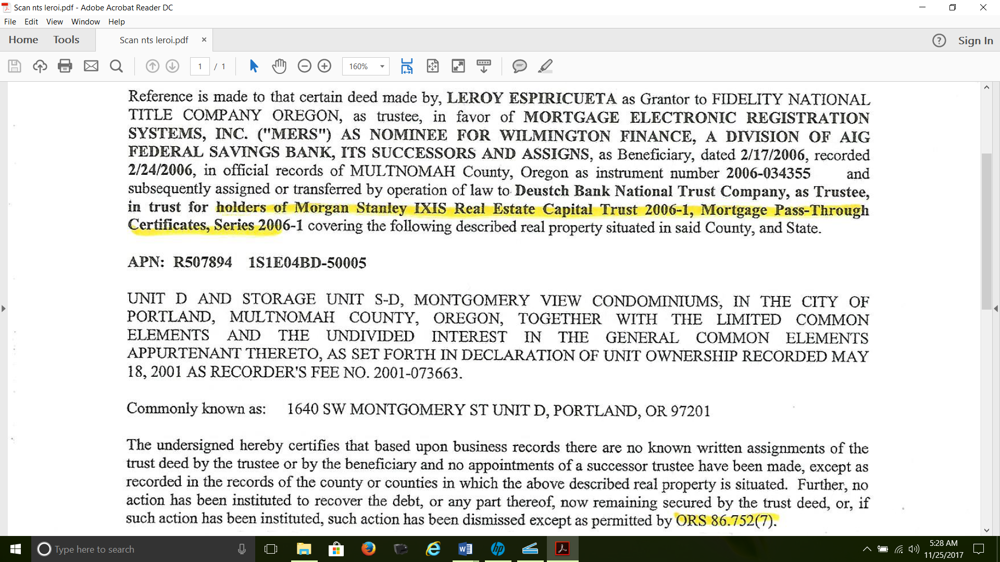 Scan nts leroi.pdf - Adobe Acrobat Reader DC
File Edit View Window Help
Home Tools Scan nts leroi.pdf × ? Sign In
1 / 1 160%
Reference is made to that certain deed made by, LEROY ESPIRICUETA as Grantor to FIDELITY NATIONAL
TITLE COMPANY OREGON, as trustee, in favor of MORTGAGE ELECTRONIC REGISTRATION
SYSTEMS, INC. ("MERS") AS NOMINEE FOR WILMINGTON FINANCE, A DIVISION OF AIG
FEDERAL SAVINGS BANK, ITS SUCCESSORS AND ASSIGNS, as Beneficiary, dated 2/17/2006, recorded
2/24/2006, in official records of MULTNOMAH County, Oregon as instrument number 2006-034355 and
subsequently assigned or transferred by operation of law to Deustch Bank National Trust Company, as Trustee,
in trust for holders of Morgan Stanley IXIS Real Estate Capital Trust 2006-1, Mortgage Pass-Through
Certificates, Series 2006-1 covering the following described real property situated in said County, and State.
APN: R507894 1S1E04BD-50005
UNIT D AND STORAGE UNIT S-D, MONTGOMERY VIEW CONDOMINIUMS, IN THE CITY OF
PORTLAND, MULTNOMAH COUNTY, OREGON, TOGETHER WITH THE LIMITED COMMON
ELEMENTS AND THE UNDIVIDED INTEREST IN THE GENERAL COMMON ELEMENTS
APPURTENANT THERETO, AS SET FORTH IN DECLARATION OF UNIT OWNERSHIP RECORDED MAY
18, 2001 AS RECORDER'S FEE NO. 2001-073663.
Commonly known as: 1640 SW MONTGOMERY ST UNIT D, PORTLAND, OR 97201
The undersigned hereby certifies that based upon business records there are no known written assignments of the
trust deed by the trustee or by the beneficiary and no appointments of a successor trustee have been made, except as
recorded in the records of the county or counties in which the above described real property is situated. Further, no
action has been instituted to recover the debt, or any part thereof, now remaining secured by the trust deed, or, if
such action has been instituted, such action has been dismissed except as permitted by ORS 86.752(7).
Type here to search
5:28 AM
11/25/2017